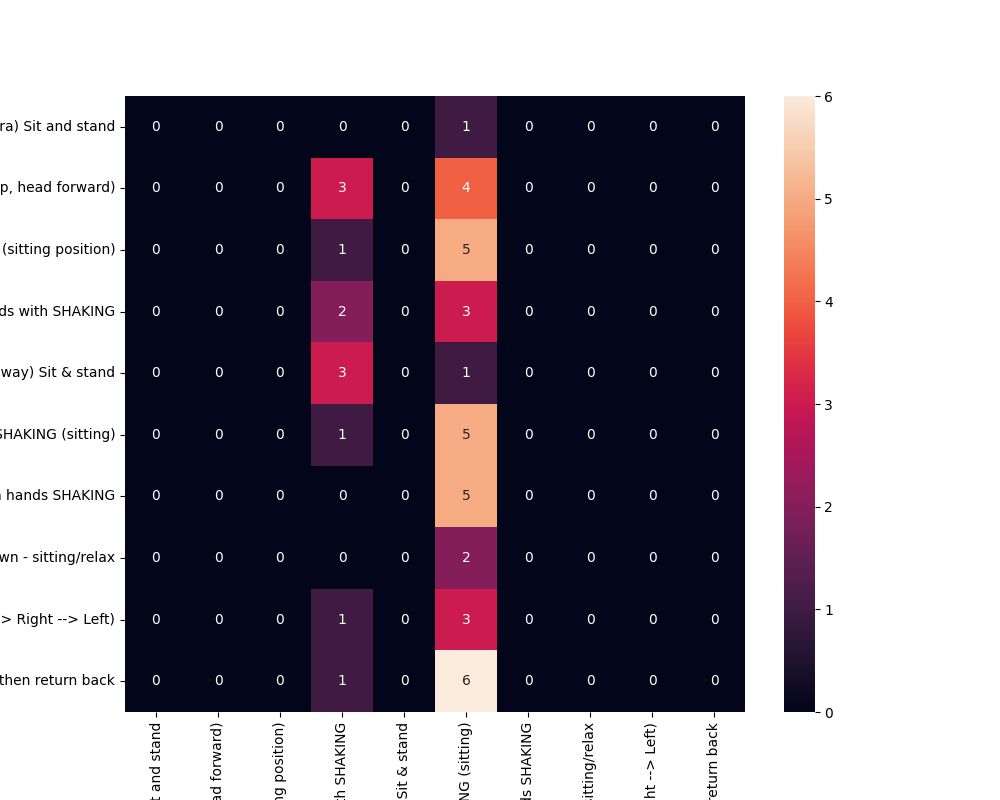 ra) Sit and stand 0 0 0 0 0 1 0 0 0 0
p, head forward) 0 0 0 3 0 4 0 0 0 0
(sitting position) 0 0 0 1 0 5 0 0 0 0
ds with SHAKING 0 0 0 2 0 3 0 0 0 0
way) Sit & stand 0 0 0 3 0 1 0 0 0 0
SHAKING (sitting) 0 0 0 1 0 5 0 0 0 0
hands SHAKING 0 0 0 0 0 5 0 0 0 0
wn - sitting/relax 0 0 0 0 0 2 0 0 0 0
> Right --> Left) 0 0 0 1 0 3 0 0 0 0
then return back 0 0 0 1 0 6 0 0 0 0
t and stand
ad forward)
ng position)
th SHAKING
Sit & stand
NG (sitting)
ds SHAKING
sitting/relax
ht --> Left)
return back
6
5
4
3
2
1
0